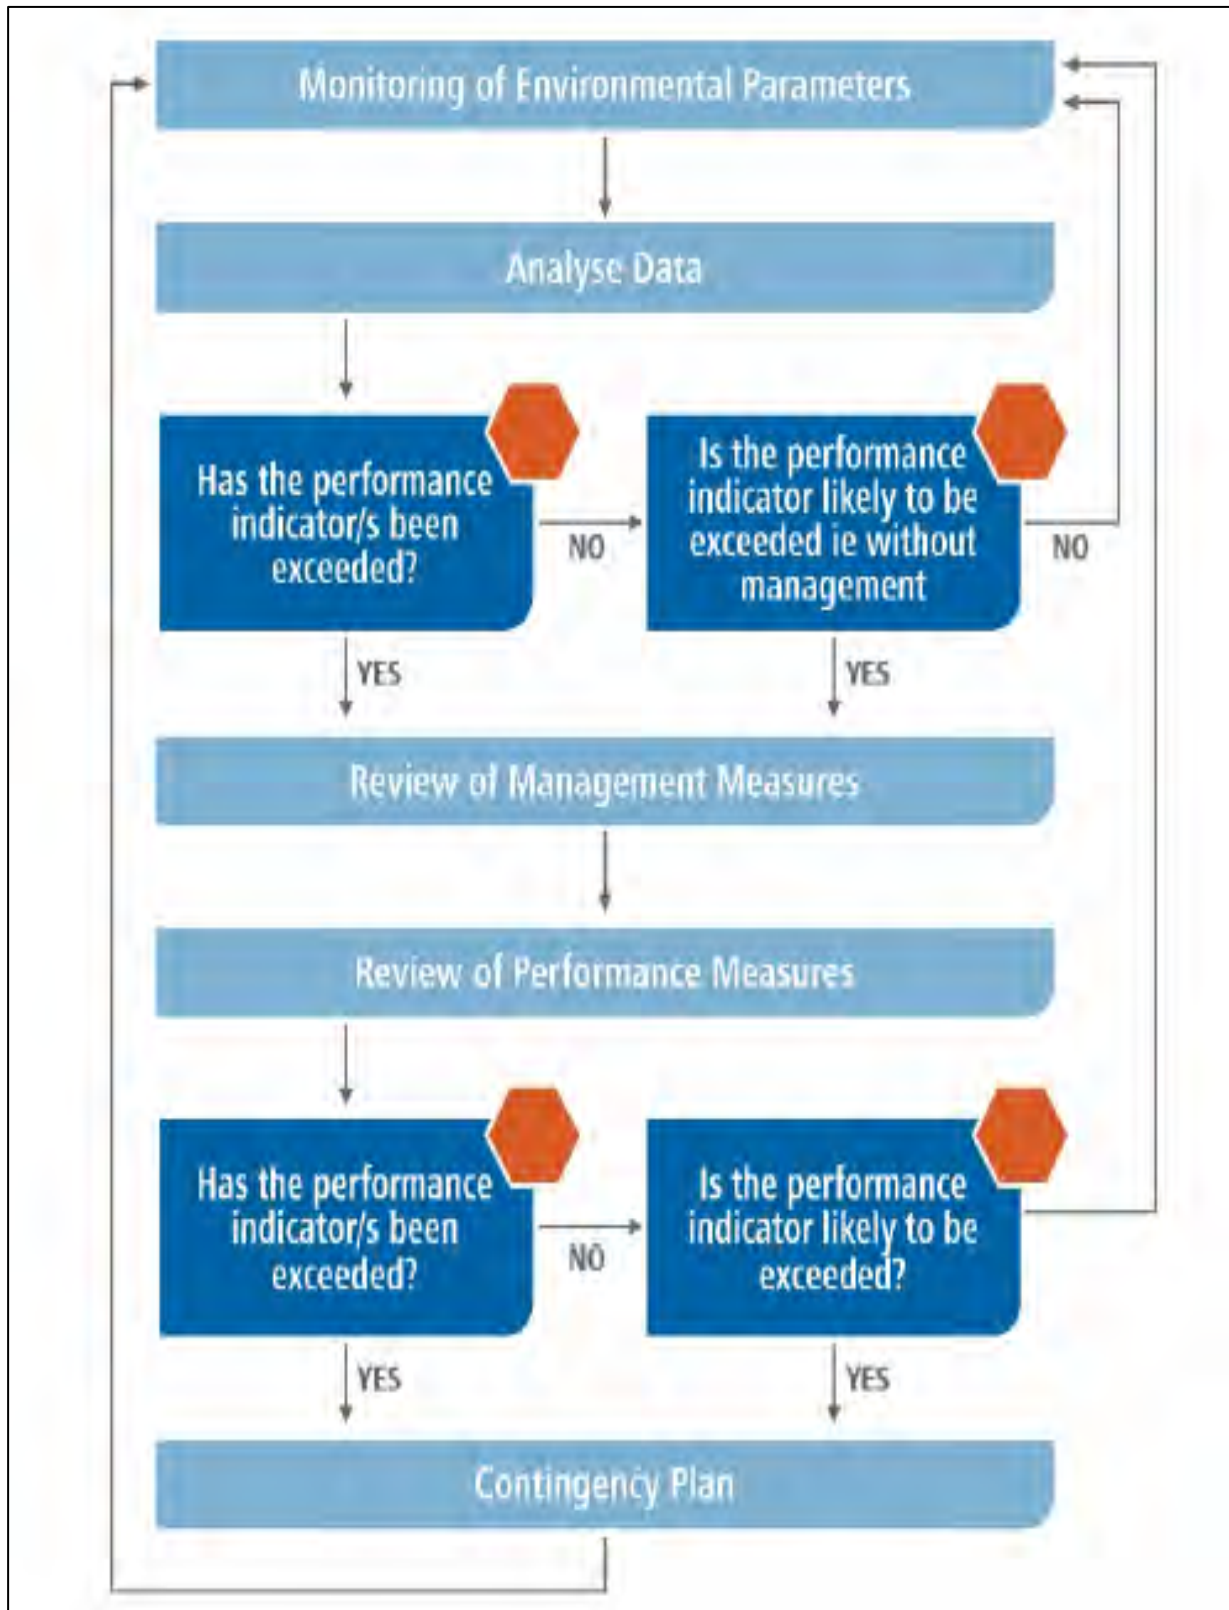 Monitoring of Environmental Parameters
Analyse Data
Has the performance
indicator/s been
exceeded?
NO
Is the performance
indicator likely to be
exceeded ie without
management
NO
YES
YES
Review of Management Measures
Review of Performance Measures
Has the performance
indicator/s been
exceeded?
NO
Is the performance
indicator likely to be
exceeded?
YES
YES
Contingency Plan